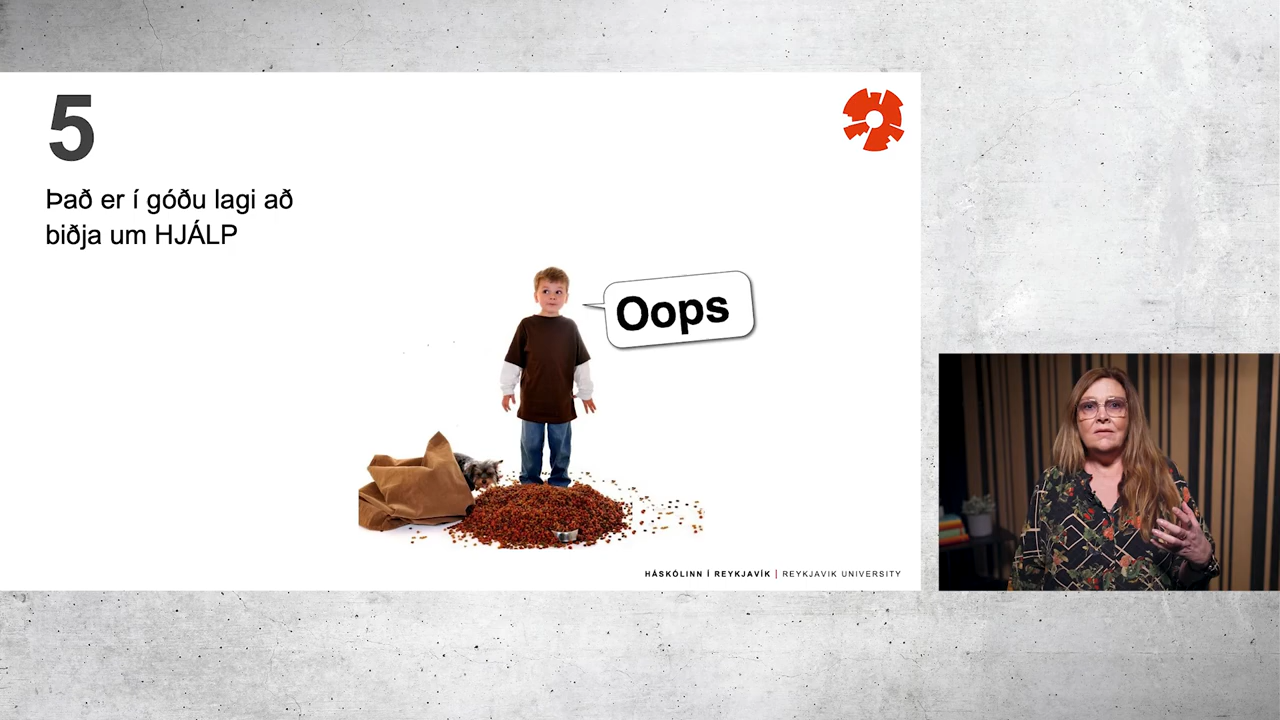 5
Það er í góðu lagi að
biðja um HJÁLP
Oops
HÁSKÓLINN Í REYKJAVÍK | REYKJAVIK UNIVERSITY